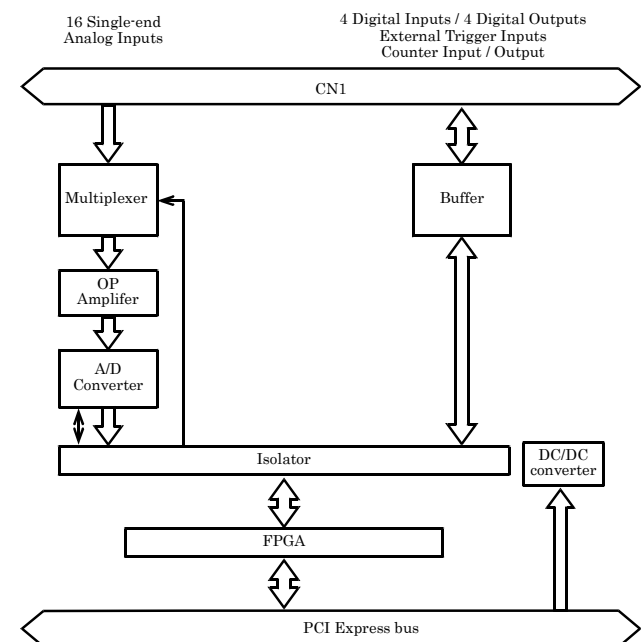 16 Single-end
Analog Inputs
4 Digital Inputs / 4 Digital Outputs
External Trigger Inputs
Counter Input / Output
CN1
Multiplexer
Buffer
OP
Amplifer
A/D
Converter
Isolator
DC/DC
converter
FPGA
PCI Express bus